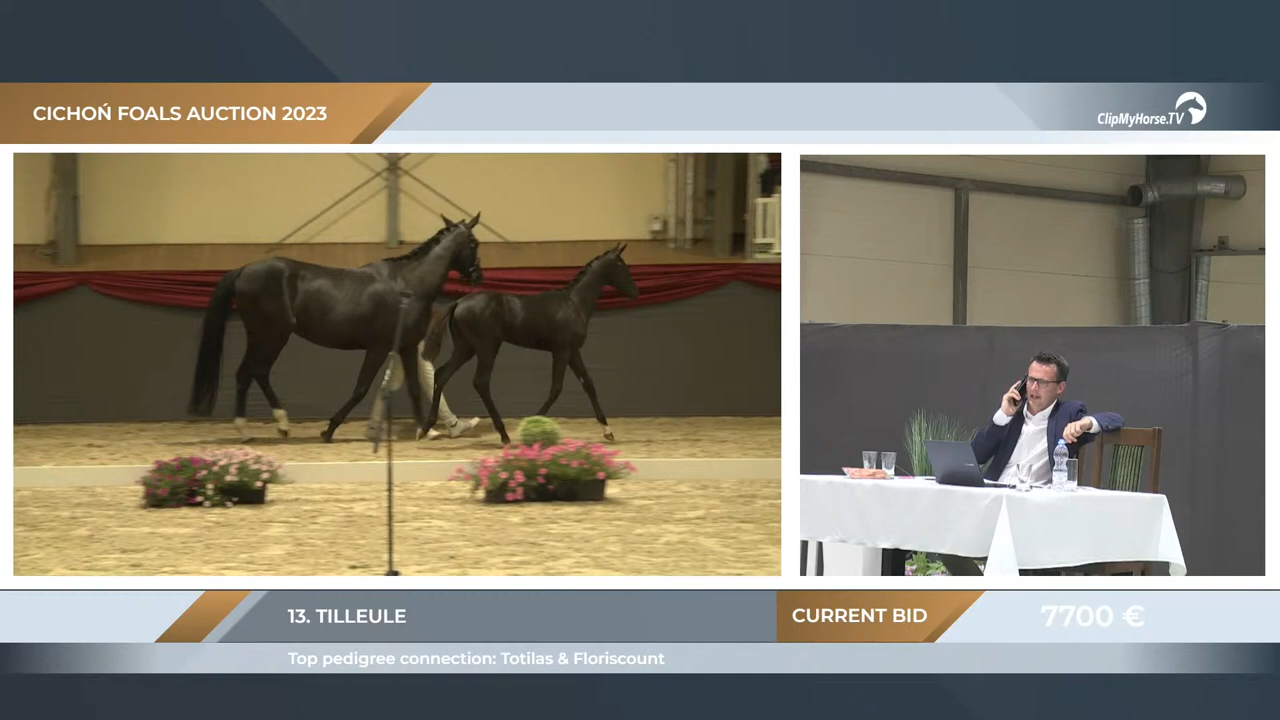 CICHOŃ FOALS AUCTION 2023
ClipMyHorse.TV
13. TILLEULE
CURRENT BID
7700 €
Top pedigree connection: Totilas & Floriscount